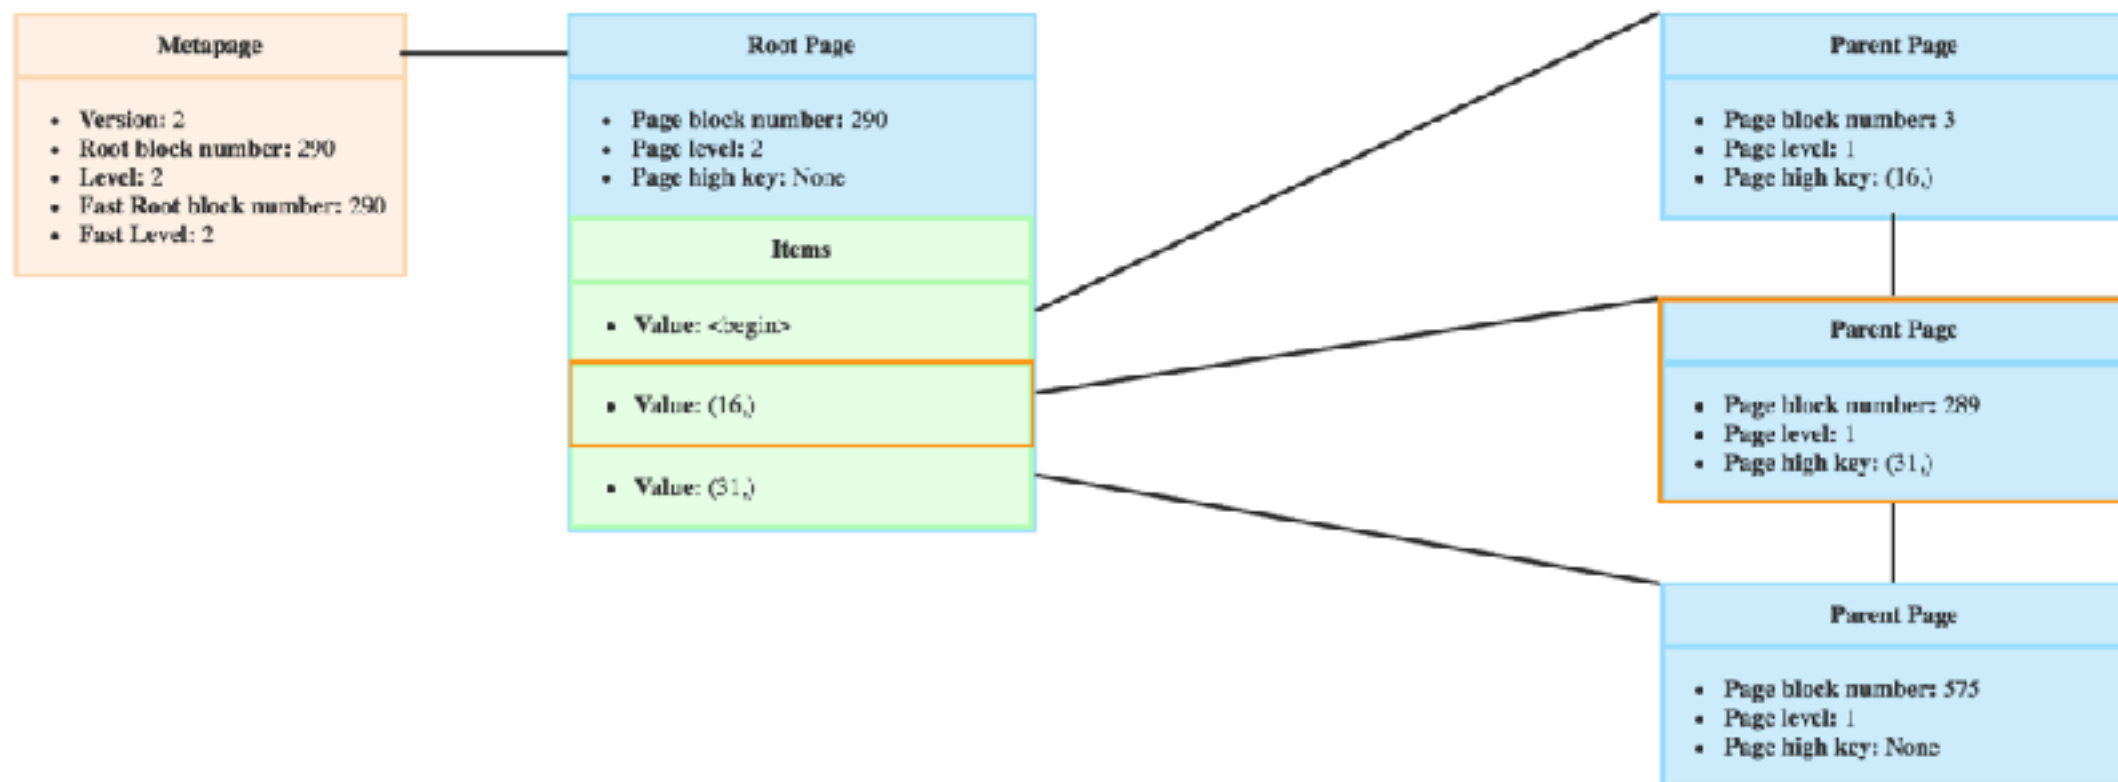 Metapage
• Version: 2
• Root block number: 290
• Level: 2
• Fast Root block number: 290
• Fast Level: 2
Root Page
• Page block number: 290
• Page level: 2
• Page high key: None
Items
• Value: <begin>
• Value: (16,)
• Value: (31,)
Parent Page
• Page block number: 3
• Page level: 1
• Page high key: (16,)
Parent Page
• Page block number: 289
• Page level: 1
• Page high key: (31,)
Parent Page
• Page block number: 575
• Page level: 1
• Page high key: None